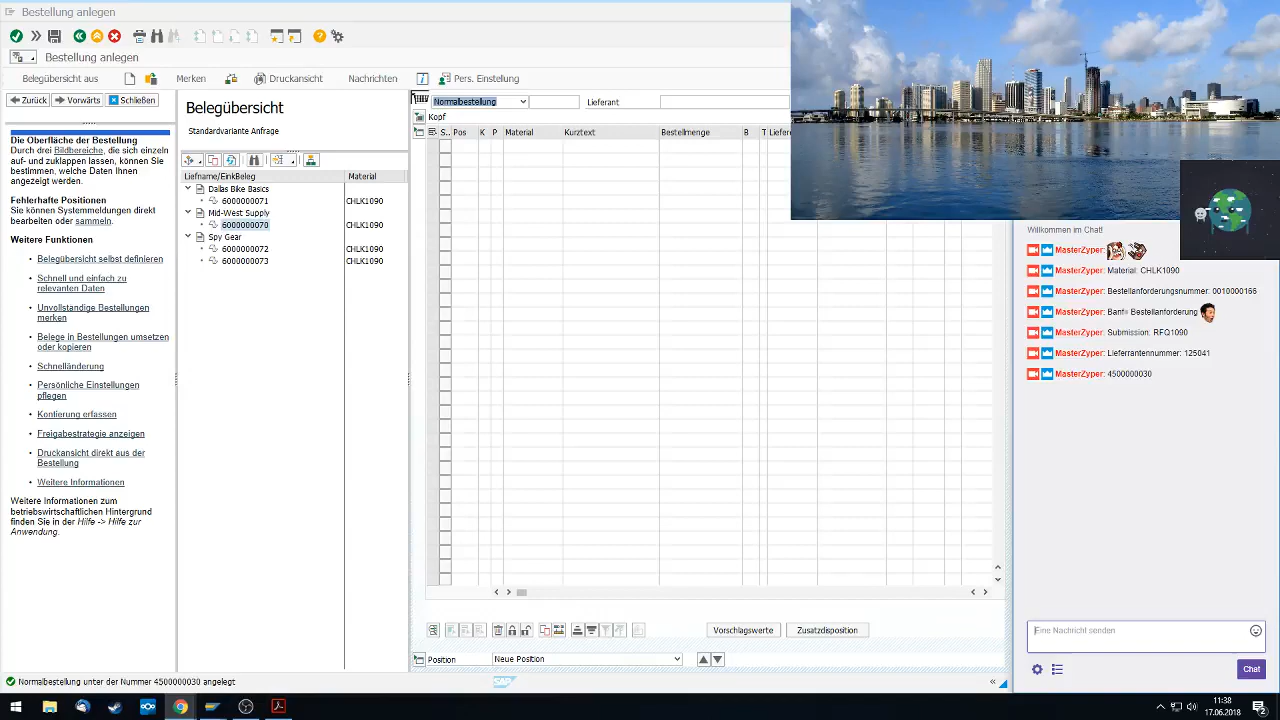 Bestellung anlegen
Bestellung anlegen
Belegübersicht aus
Merken
Druckansicht
Nachrichten
Pers. Einstellung
Zurück
Vorwärts
Schließen
Die Oberfläche der Bestellung
Durch drei Bildbereiche, die sich einzeln
auf- und zuklappen lassen, können Sie
bestimmen, welche Daten Ihnen
angezeigt werden.
Fehlerhafte Positionen
Sie können Systemmeldungen direkt
bearbeiten oder sammeln.
Weitere Funktionen
• Belegübersicht selbst definieren
• Schnell und einfach zu
relevanten Daten
• Unvollständige Bestellungen
merken
• Belege in Bestellungen umsetzen
oder kopieren
• Schnelländerung
• Persönliche Einstellungen
pflegen
• Kontierung erfassen
• Freigabestrategie anzeigen
• Druckansicht direkt aus der
Bestellung
• Weitere Informationen
Weitere Informationen zum
betriebswirtschaftlichen Hintergrund
finden Sie in der Hilfe -> Hilfe zur
Anwendung.
Belegübersicht
Standardvariante Anfrage
Liefname/EinkBeleg Material
Dallas Bike Basics
6000000071 CHLK1090
Mid-West Supply
6000000070 CHLK1090
Spy Gear
6000000072 CHLK1090
6000000073 CHLK1090
Normalbestellung
Lieferant
Kopf
S.. Pos K P Material Kurztext Bestellmenge B T Liefer
Vorschlagswerte
Zusatzdisposition
Position
Neue Position
Normalbestellung unter der Nummer 4500000030 angelegt
Willkommen im Chat!
MasterZyper:
MasterZyper: Material: CHLK1090
MasterZyper: Bestellanforderungsnummer: 0010000166
MasterZyper: Banf= Bestellanforderung
MasterZyper: Submission: RFQ1090
MasterZyper: Lieferrantennummer: 125041
MasterZyper: 4500000030
Eine Nachricht senden
Chat
11:38
17.06.2018
2